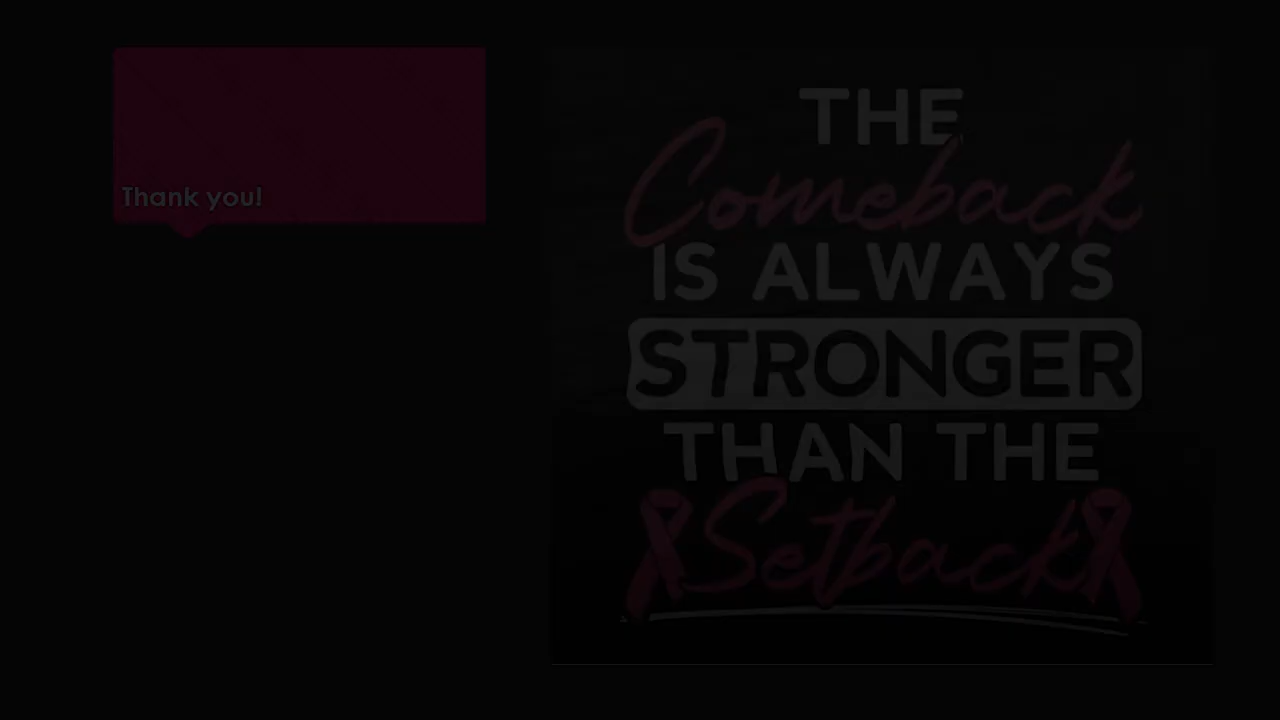 Thank you!
THE
Comeback
IS ALWAYS
STRONGER
THAN THE
Setback